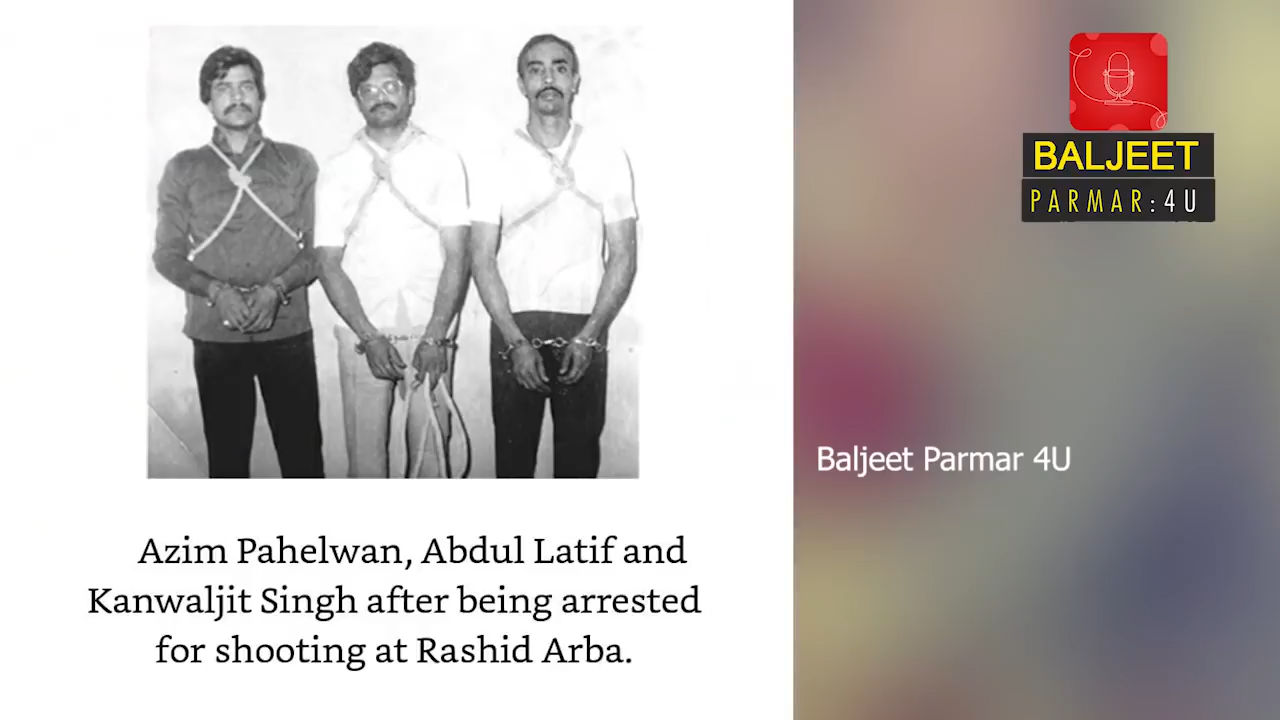 Azim Pahelwan, Abdul Latif and
Kanwaljit Singh after being arrested
for shooting at Rashid Arba.
BALJEET
PARMAR:4U
Baljeet Parmar 4U